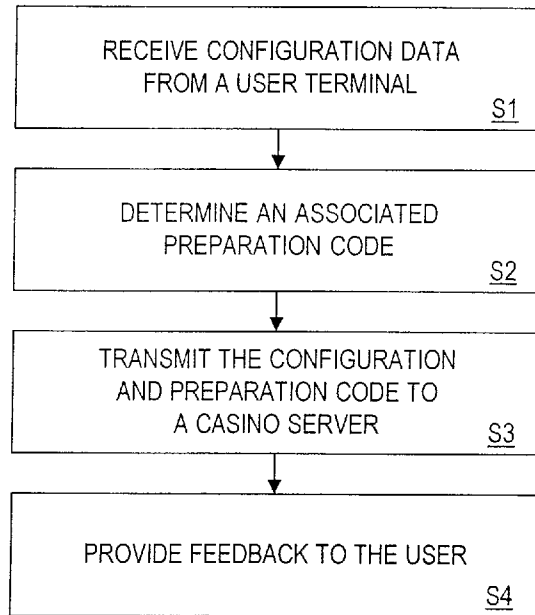 RECEIVE CONFIGURATION DATA
FROM A USER TERMINAL
S1
DETERMINE AN ASSOCIATED
PREPARATION CODE
S2
TRANSMIT THE CONFIGURATION
AND PREPARATION CODE TO
A CASINO SERVER
S3
PROVIDE FEEDBACK TO THE USER
S4